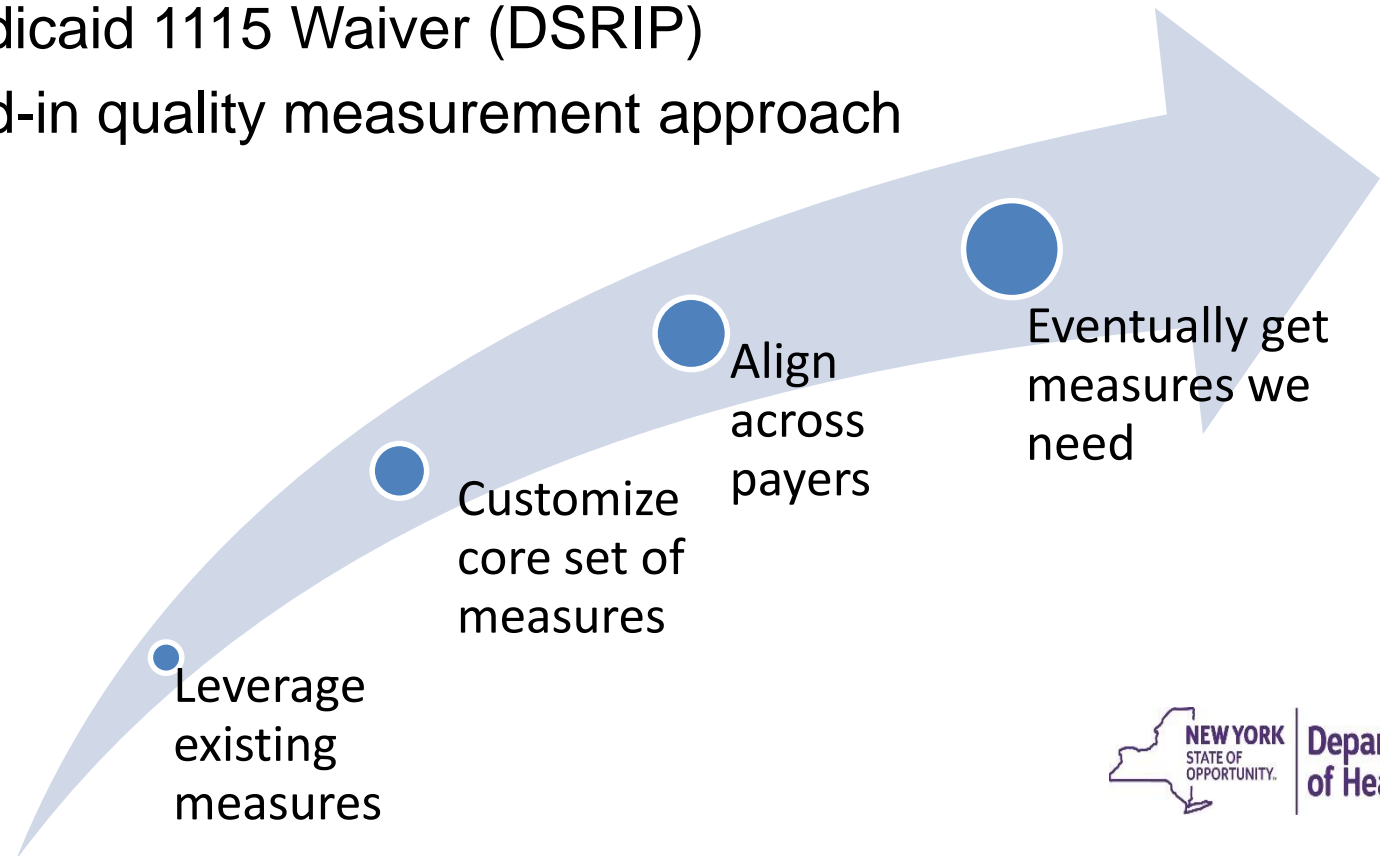 dicaid 1115 Waiver (DSRIP)
d-in quality measurement approach
Eventually get
measures we
need
Align
across
payers
Customize
core set of
measures
Leverage
existing
measures
NEW YORK
STATE OF
OPPORTUNITY.
Depar
of Hea